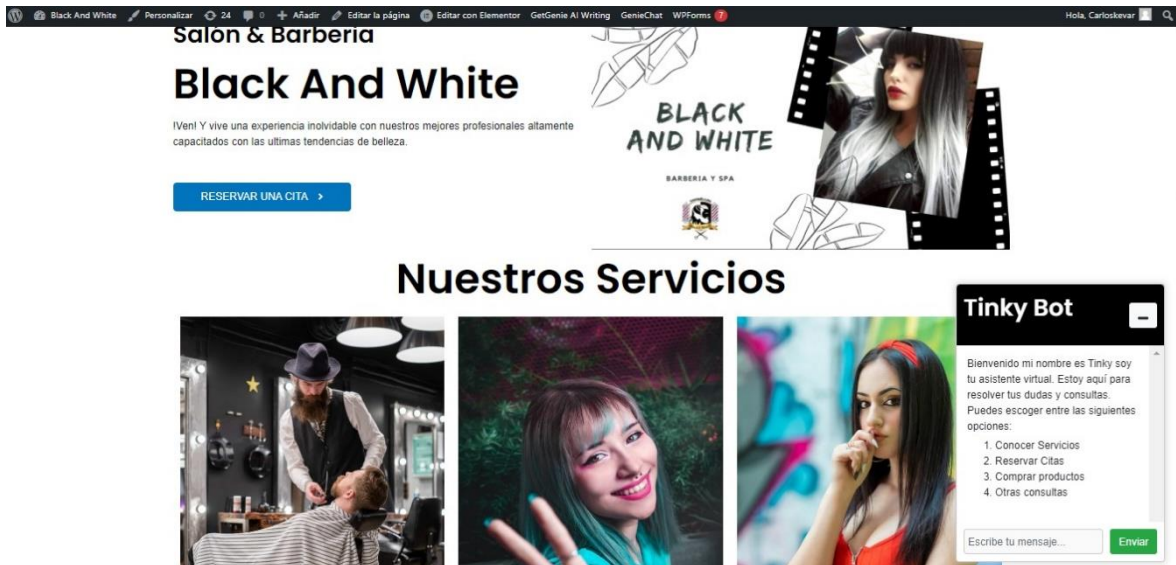 Black And White Personalizar 24 0 Añadir Editar la página Editar con Elementor GetGenie AI Writing GenieChat WPForms 7 Hola, Carloskevar
Salón & Barbería
Black And White
!Ven! Y vive una experiencia inolvidable con nuestros mejores profesionales altamente
capacitados con las ultimas tendencias de belleza.
RESERVAR UNA CITA >
BLACK
AND WHITE
BARBERIA Y SPA
Nuestros Servicios
Tinky Bot
Bienvenido mi nombre es Tinky soy
tu asistente virtual. Estoy aquí para
resolver tus dudas y consultas.
Puedes escoger entre las siguientes
opciones:
1. Conocer Servicios
2. Reservar Citas
3. Comprar productos
4. Otras consultas
Escribe tu mensaje...
Enviar